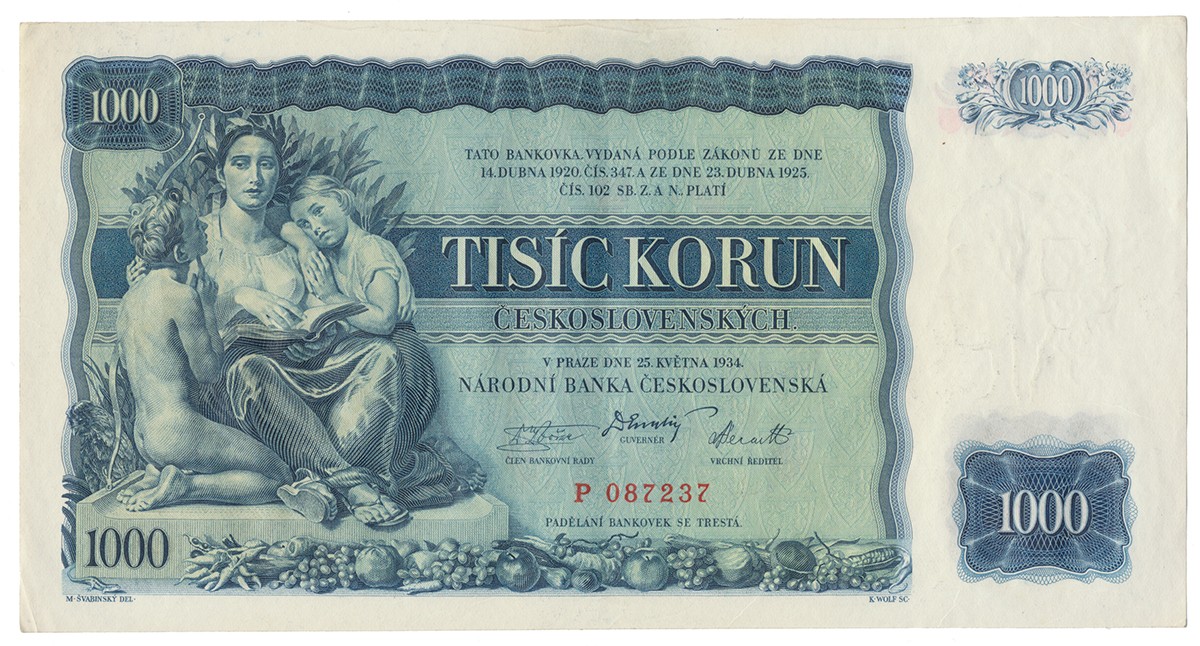 1000
1000
TATO BANKOVKA, VYDANÁ PODLE ZÁKONŮ ZE DNE
14. DUBNA 1920, ČÍS. 347. A ZE DNE 23. DUBNA 1925.
ČÍS. 102 SB. Z. A N., PLATÍ
TISÍC KORUN
ČESKOSLOVENSKÝCH.
V PRAZE DNE 25. KVĚTNA 1934.
NÁRODNÍ BANKA ČESKOSLOVENSKÁ
GUVERNÉR
ČLEN BANKOVNÍ RADY
VRCHNÍ ŘEDITEL
P 087237
1000
PADĚLÁNÍ BANKOVEK SE TRESTÁ.
1000
M·ŠVABINSKÝ DEL·
K·WOLF SC·